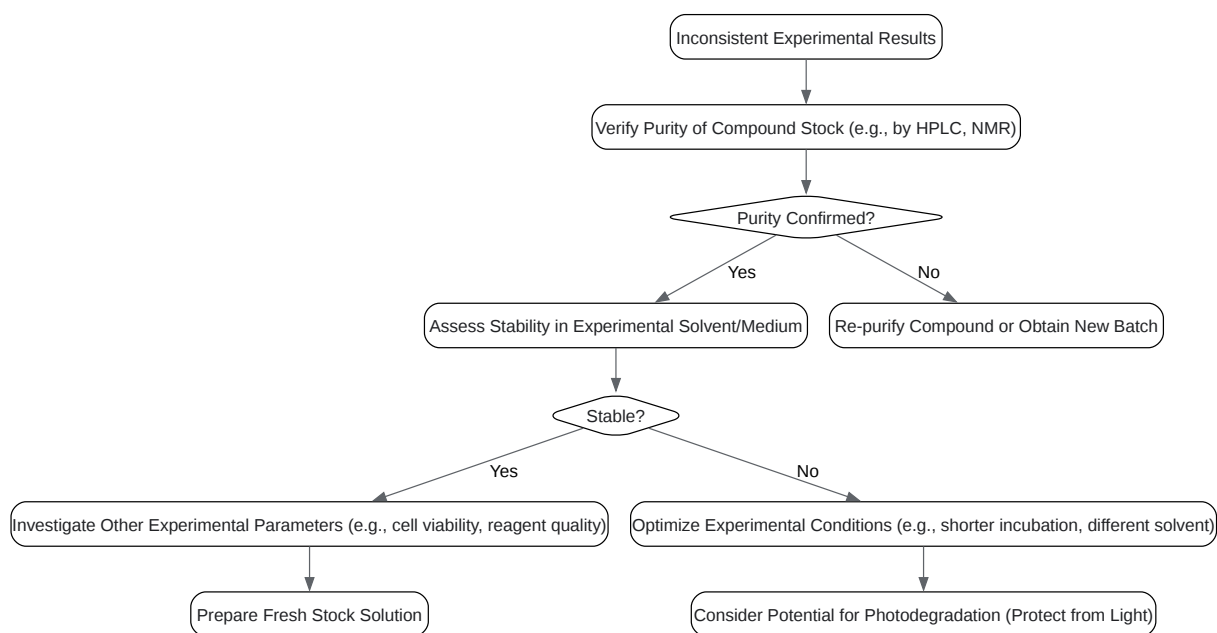 Inconsistent Experimental Results
Verify Purity of Compound Stock (e.g., by HPLC, NMR)
Purity Confirmed?
Yes
No
Assess Stability in Experimental Solvent/Medium
Re-purify Compound or Obtain New Batch
Stable?
Yes
No
Investigate Other Experimental Parameters (e.g., cell viability, reagent quality)
Optimize Experimental Conditions (e.g., shorter incubation, different solvent)
Prepare Fresh Stock Solution
Consider Potential for Photodegradation (Protect from Light)